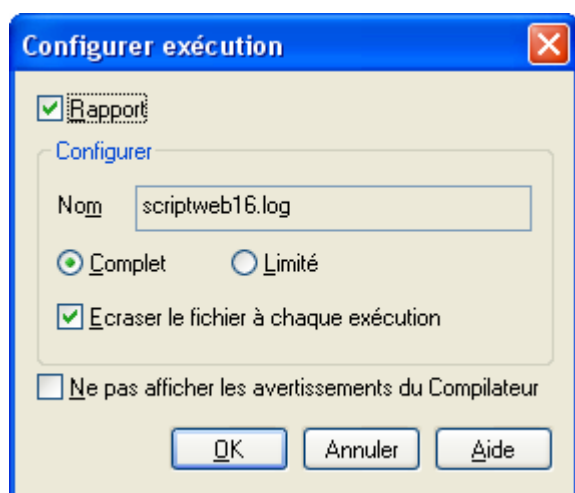 Configurer exécution
Rapport
Configurer
Nom scriptweb16.log
Complet Limité
Ecraser le fichier à chaque exécution
Ne pas afficher les avertissements du Compilateur
OK Annuler Aide